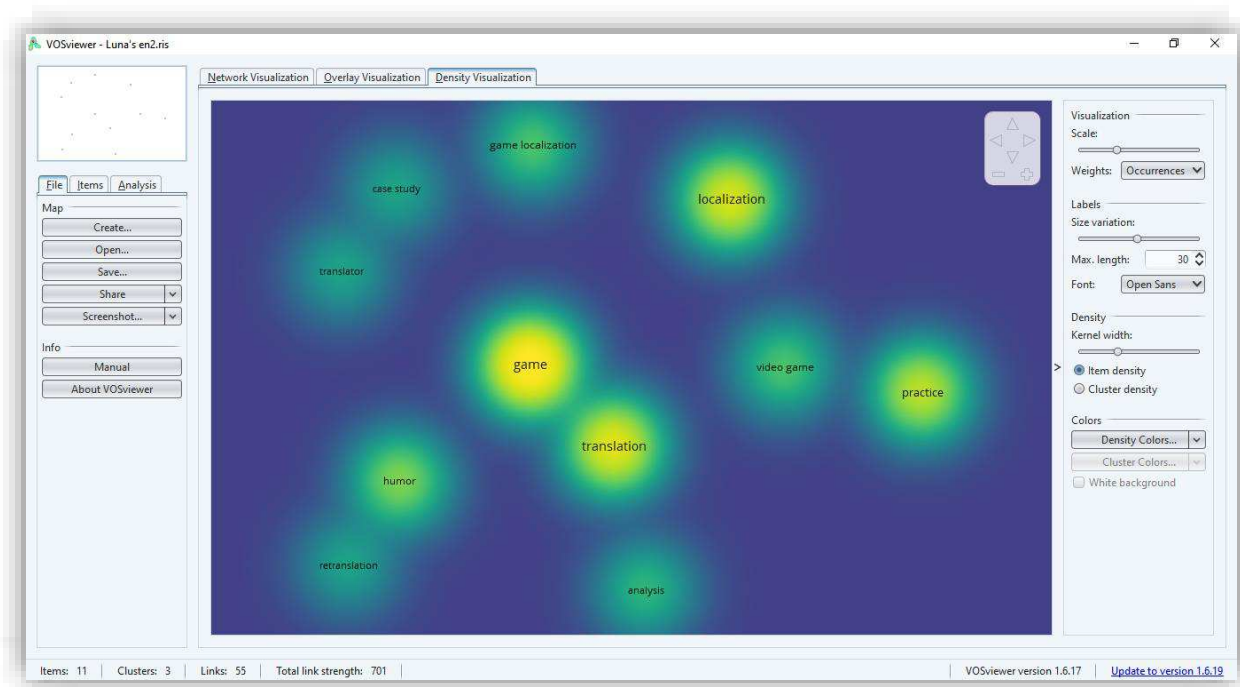 VOSviewer - Luna's en2.ris
Network Visualization Overlay Visualization Density Visualization
File Items Analysis
Map
Create...
Open...
Save...
Share
Screenshot...
Info
Manual
About VOSviewer
game localization
case study
localization
translator
game
video game
practice
translation
humor
retranslation
analysis
Visualization
Scale:
Weights: Occurrences
Labels
Size variation:
Max. length: 30
Font: Open Sans
Density
Kernel width:
Item density
Cluster density
Colors
Density Colors...
Cluster Colors...
White background
Items: 11 Clusters: 3 Links: 55 Total link strength: 701 VOSviewer version 1.6.17 Update to version 1.6.19